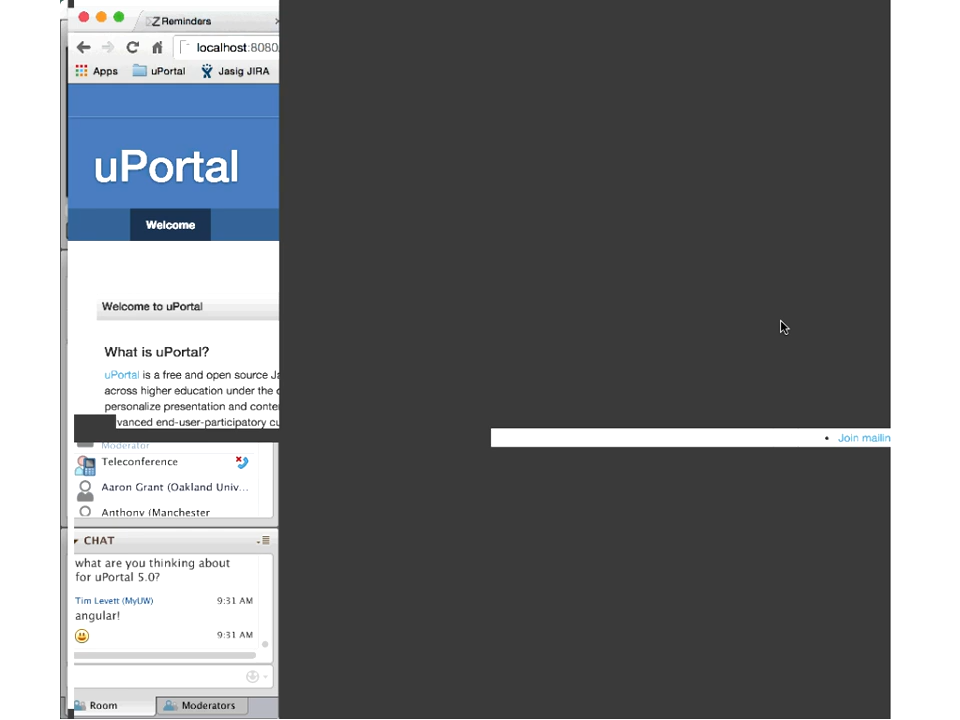 Reminders
localhost:8080
Apps uPortal Jasig JIRA
uPortal
Welcome
Welcome to uPortal
What is uPortal?
uPortal is a free and open source
across higher education under the
personalize presentation and
vanced end-user-participatory
Join
Moderator
Teleconference
Aaron Grant (Oakland Univ...
Anthony (Manchester
CHAT
what are you thinking about
for uPortal 5.0?
Tim Levett (MyUW) 9:31 AM
angular!
9:31 AM
Room Moderators